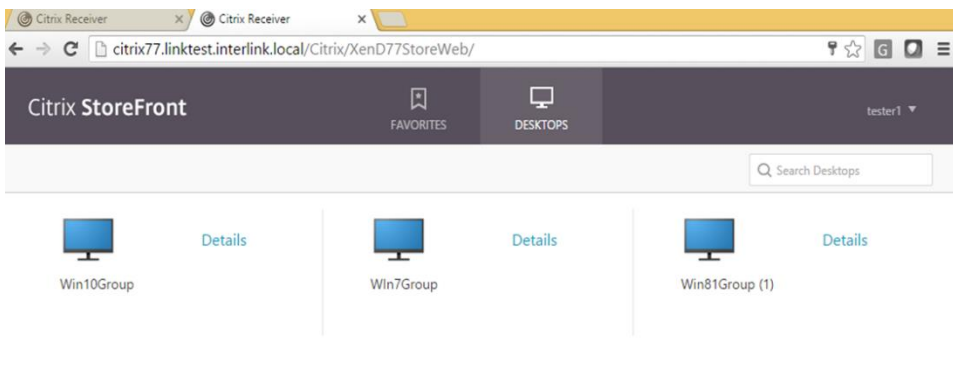 Citrix Receiver Citrix Receiver
citrix77.linktest.interlink.local/Citrix/XenD77StoreWeb/ G
Citrix StoreFront FAVORITES DESKTOPS tester1
Search Desktops
Details Details Details
Win10Group WIn7Group Win81Group (1)